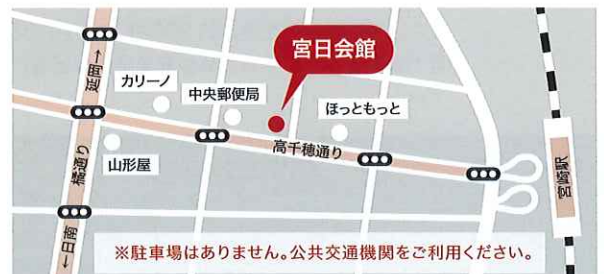 宮日会館
延岡→
カリーノ
中央郵便局
ほっともっと
山形屋
高千穂通り
橘通り
宮崎駅
←日南
※駐車場はありません。公共交通機関をご利用ください。